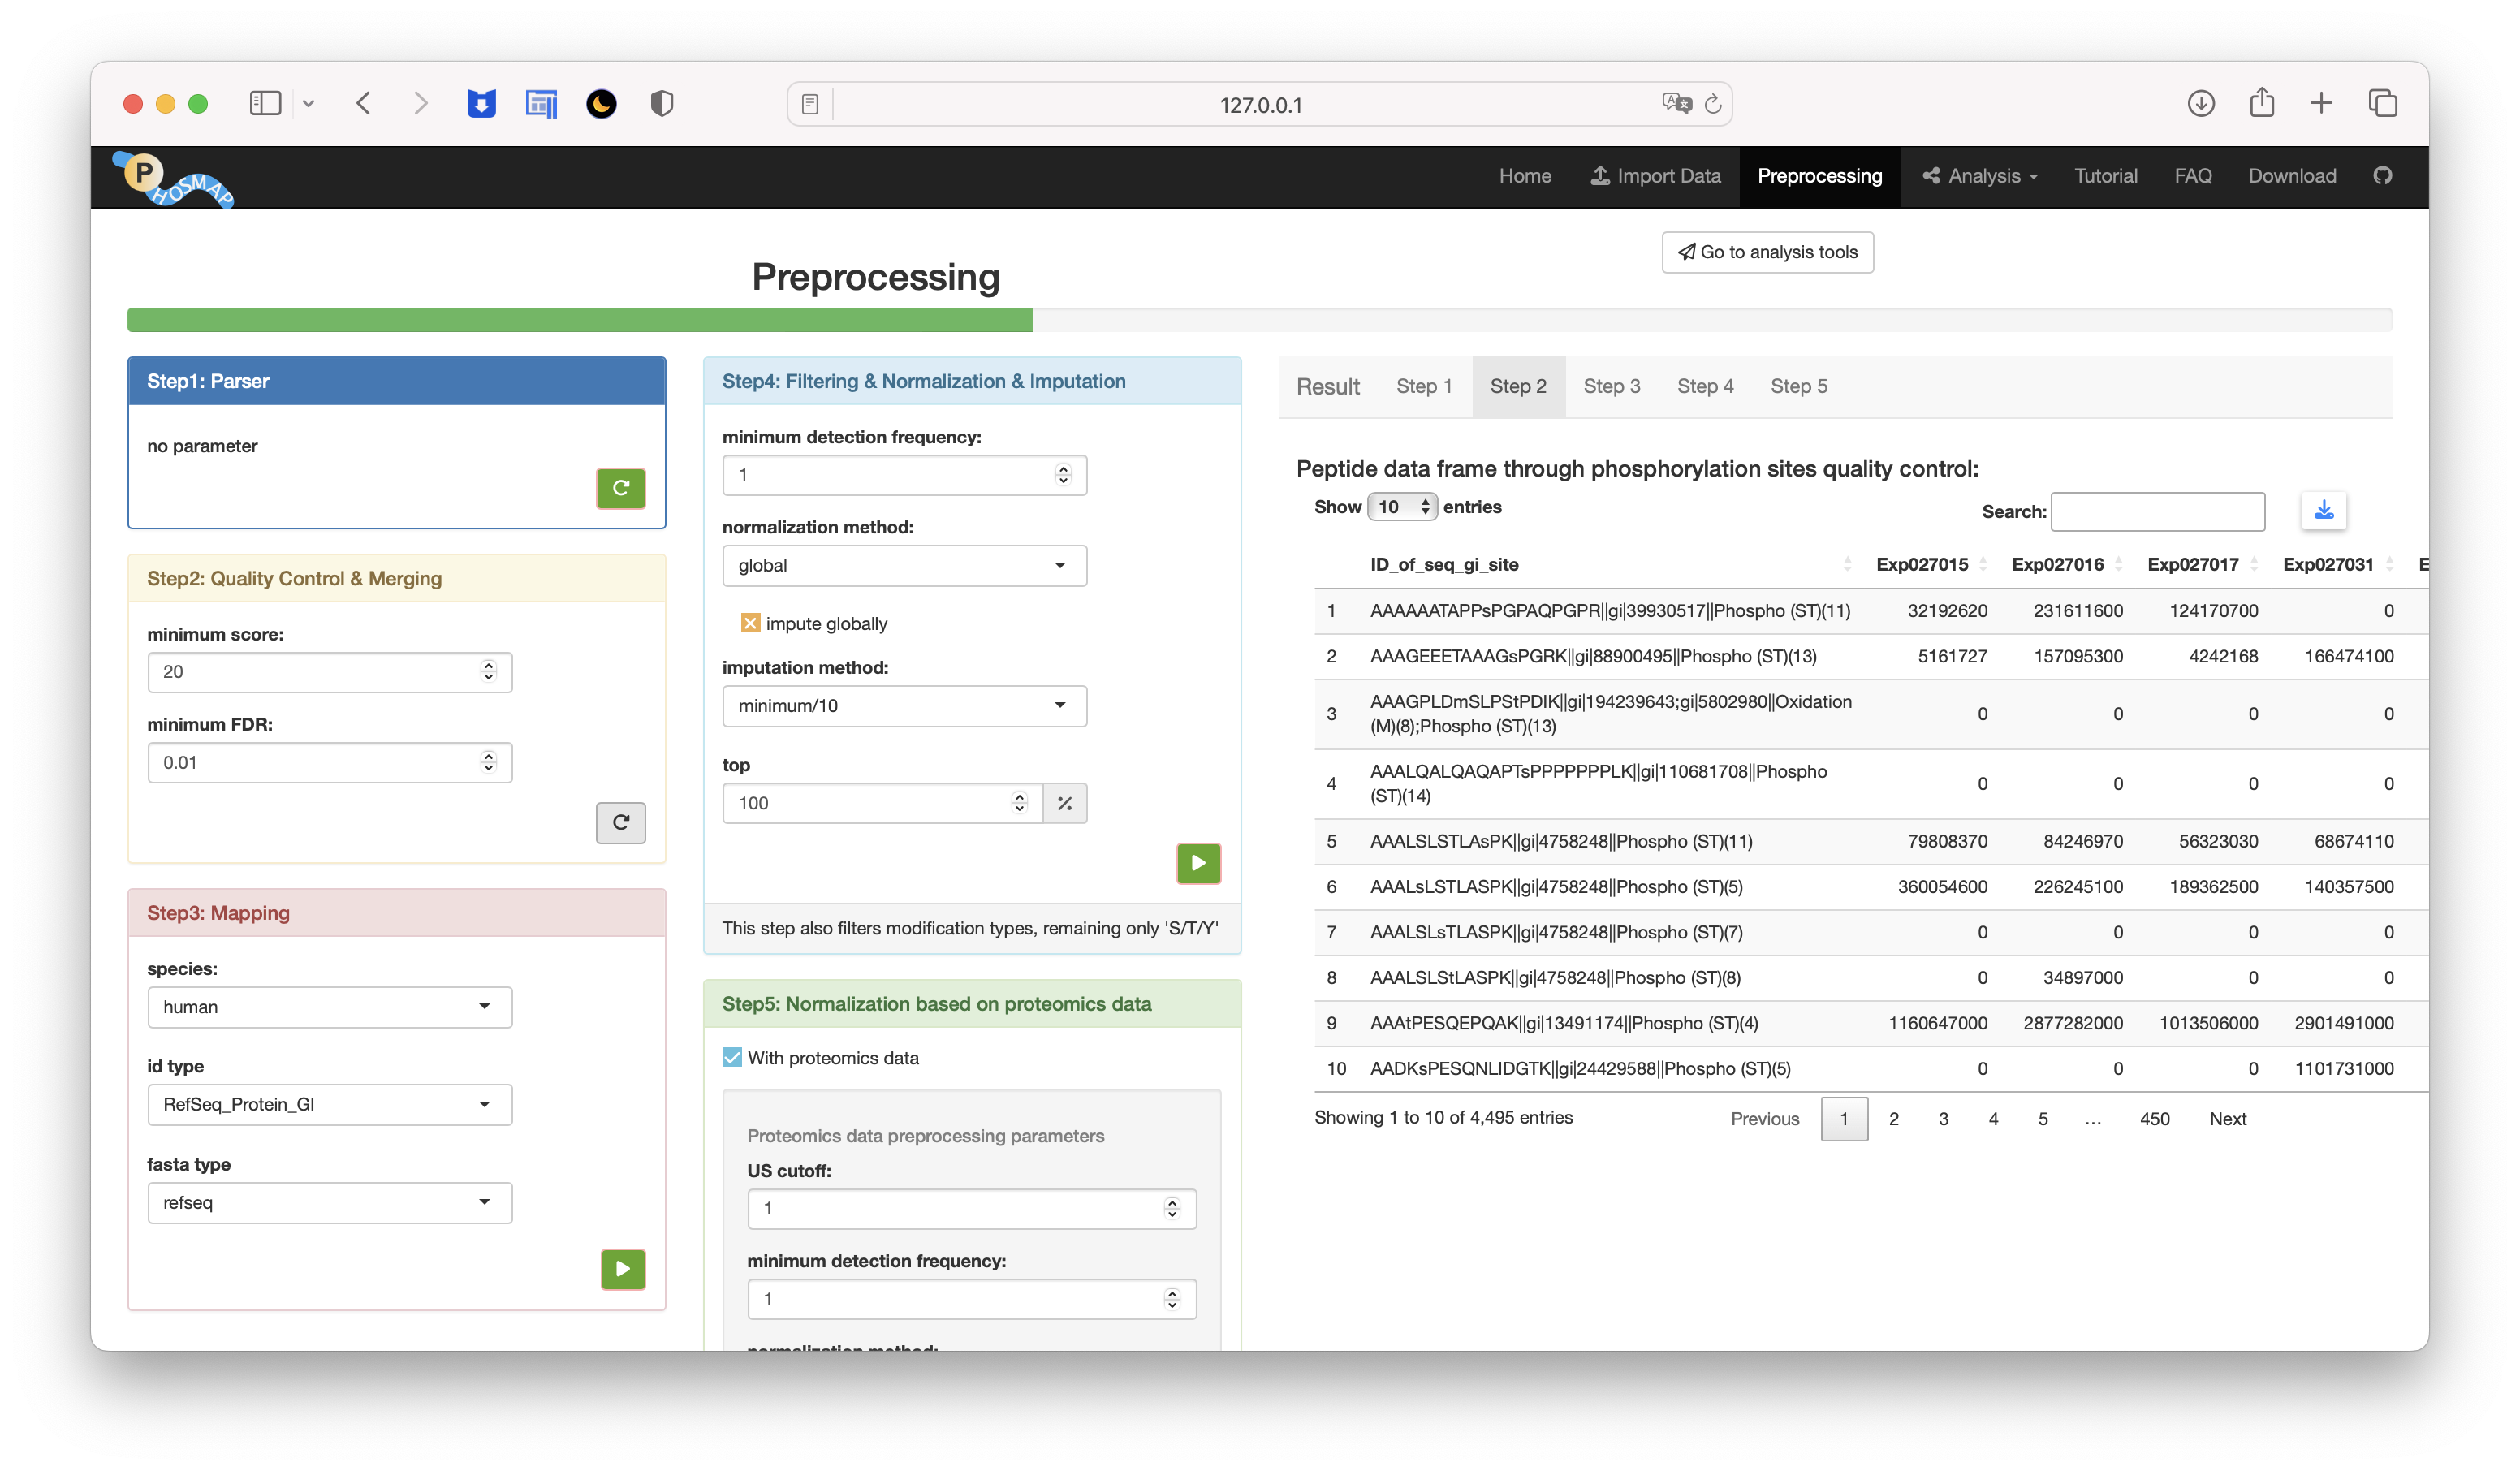 127.0.0.1
PHOSMAP
Home Import Data Preprocessing Analysis Tutorial FAQ Download
Go to analysis tools
Preprocessing
Step1: Parser
no parameter
Step2: Quality Control & Merging
minimum score:
20
minimum FDR:
0.01
Step3: Mapping
species:
human
id type
RefSeq_Protein_GI
fasta type
refseq
Step4: Filtering & Normalization & Imputation
minimum detection frequency:
1
normalization method:
global
impute globally
imputation method:
minimum/10
top
100 %
This step also filters modification types, remaining only 'S/T/Y'
Step5: Normalization based on proteomics data
With proteomics data
Proteomics data preprocessing parameters
US cutoff:
1
minimum detection frequency:
1
normalization method:
Result Step 1 Step 2 Step 3 Step 4 Step 5
Peptide data frame through phosphorylation sites quality control:
Show 10 entries Search:
ID_of_seq_gi_site Exp027015 Exp027016 Exp027017 Exp027031 E
1 AAAAAATAPPsPGPAQPGPR||gi|39930517||Phospho (ST)(11) 32192620 231611600 124170700 0
2 AAAGEEETAAAGsPGRK||gi|88900495||Phospho (ST)(13) 5161727 157095300 4242168 166474100
3 AAAGPLDmSLPStPDIK||gi|194239643;gi|5802980||Oxidation
(M)(8);Phospho (ST)(13) 0 0 0 0
4 AAALQALQAQAPTsPPPPPPPLK||gi|110681708||Phospho
(ST)(14) 0 0 0 0
5 AAALSLSTLAsPK||gi|4758248||Phospho (ST)(11) 79808370 84246970 56323030 68674110
6 AAALsLSTLASPK||gi|4758248||Phospho (ST)(5) 360054600 226245100 189362500 140357500
7 AAALSLsTLASPK||gi|4758248||Phospho (ST)(7) 0 0 0 0
8 AAALSLStLASPK||gi|4758248||Phospho (ST)(8) 0 34897000 0 0
9 AAAtPESQEPQAK||gi|13491174||Phospho (ST)(4) 1160647000 2877282000 1013506000 2901491000
10 AADKsPESQNLIDGTK||gi|24429588||Phospho (ST)(5) 0 0 0 1101731000
Showing 1 to 10 of 4,495 entries Previous 1 2 3 4 5 … 450 Next